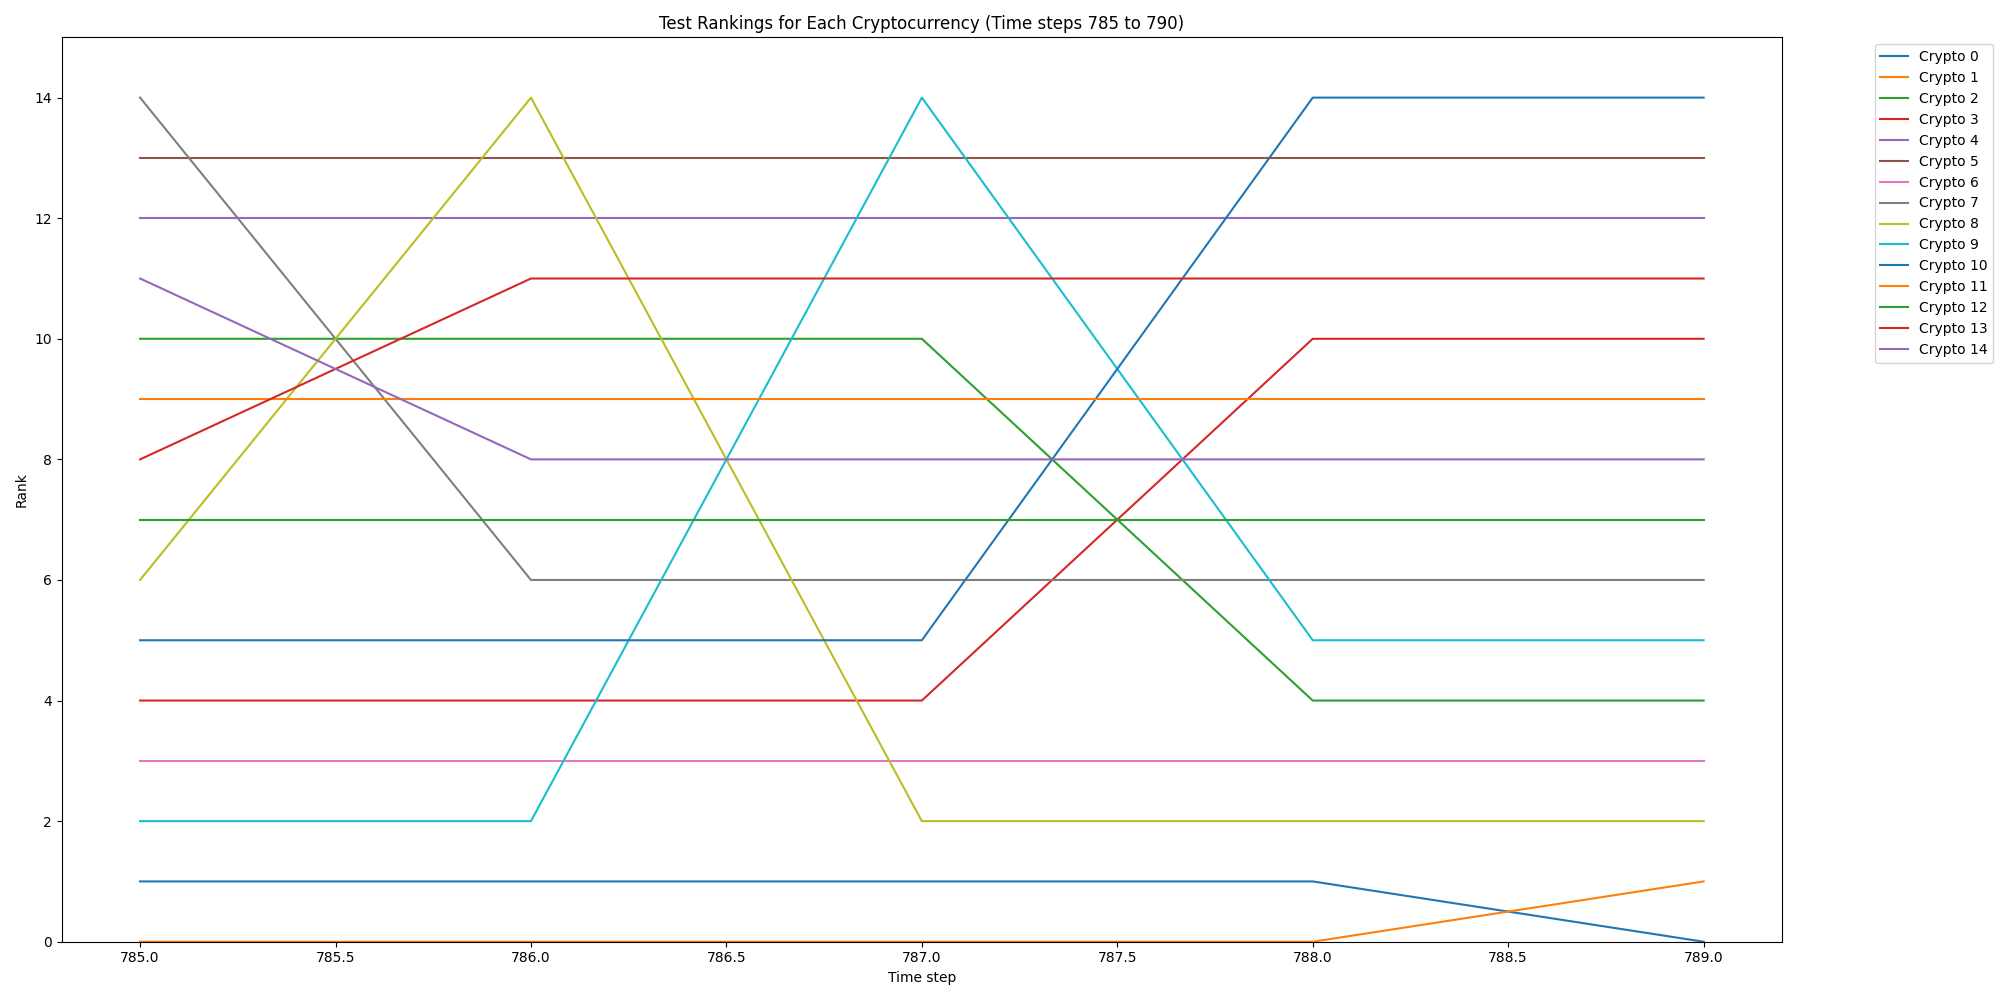 Test Rankings for Each Cryptocurrency (Time steps 785 to 790)
14
12
10
8
6
4
2
0
Rank
785.0
785.5
786.0
786.5
787.0
787.5
788.0
788.5
789.0
Time step
Crypto 0
Crypto 1
Crypto 2
Crypto 3
Crypto 4
Crypto 5
Crypto 6
Crypto 7
Crypto 8
Crypto 9
Crypto 10
Crypto 11
Crypto 12
Crypto 13
Crypto 14